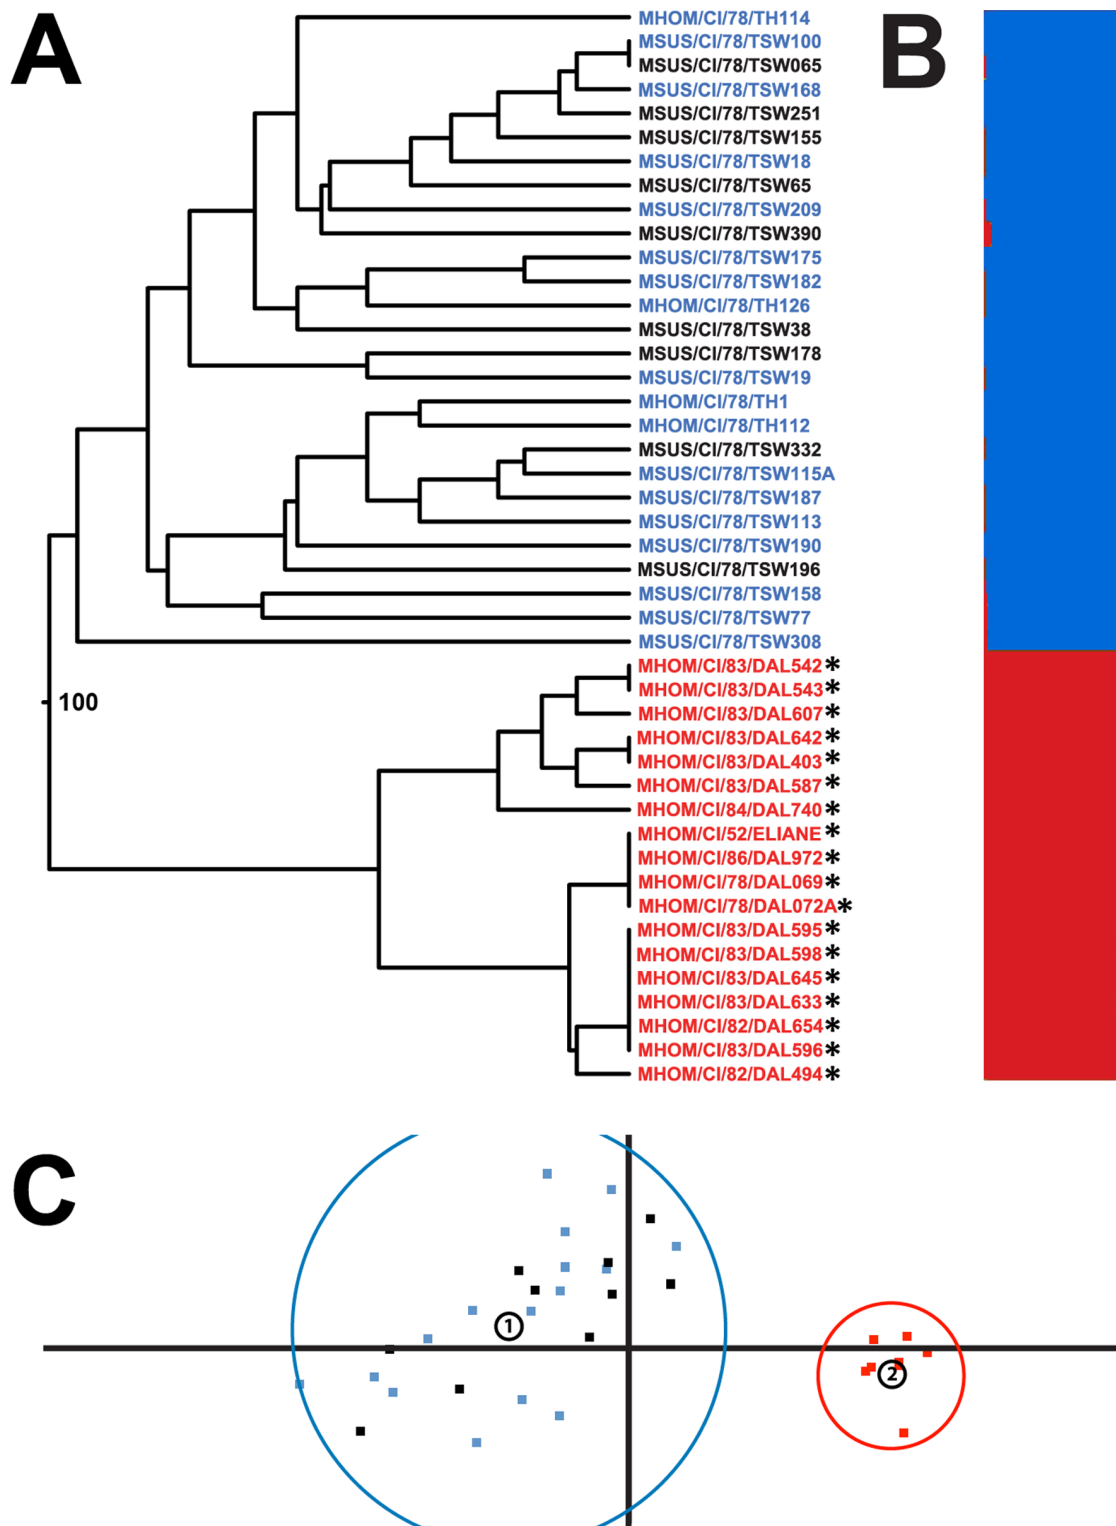 A
B
MHOM/CI/78/TH114
MSUS/CI/78/TSW100
MSUS/CI/78/TSW065
MSUS/CI/78/TSW168
MSUS/CI/78/TSW251
MSUS/CI/78/TSW155
MSUS/CI/78/TSW18
MSUS/CI/78/TSW65
MSUS/CI/78/TSW209
MSUS/CI/78/TSW390
MSUS/CI/78/TSW175
MSUS/CI/78/TSW182
MHOM/CI/78/TH126
MSUS/CI/78/TSW38
MSUS/CI/78/TSW178
MSUS/CI/78/TSW19
MHOM/CI/78/TH1
MHOM/CI/78/TH112
MSUS/CI/78/TSW332
MSUS/CI/78/TSW115A
MSUS/CI/78/TSW187
MSUS/CI/78/TSW113
MSUS/CI/78/TSW190
MSUS/CI/78/TSW196
MSUS/CI/78/TSW158
MSUS/CI/78/TSW77
MSUS/CI/78/TSW308
MHOM/CI/83/DAL542*
MHOM/CI/83/DAL543*
100
MHOM/CI/83/DAL607*
MHOM/CI/83/DAL642*
MHOM/CI/83/DAL403*
MHOM/CI/83/DAL587*
MHOM/CI/84/DAL740*
MHOM/CI/52/ELIANE*
MHOM/CI/86/DAL972*
MHOM/CI/78/DAL069*
MHOM/CI/78/DAL072A*
MHOM/CI/83/DAL595*
MHOM/CI/83/DAL598*
MHOM/CI/83/DAL645*
MHOM/CI/83/DAL633*
MHOM/CI/82/DAL654*
MHOM/CI/83/DAL596*
MHOM/CI/82/DAL494*
C
1
2